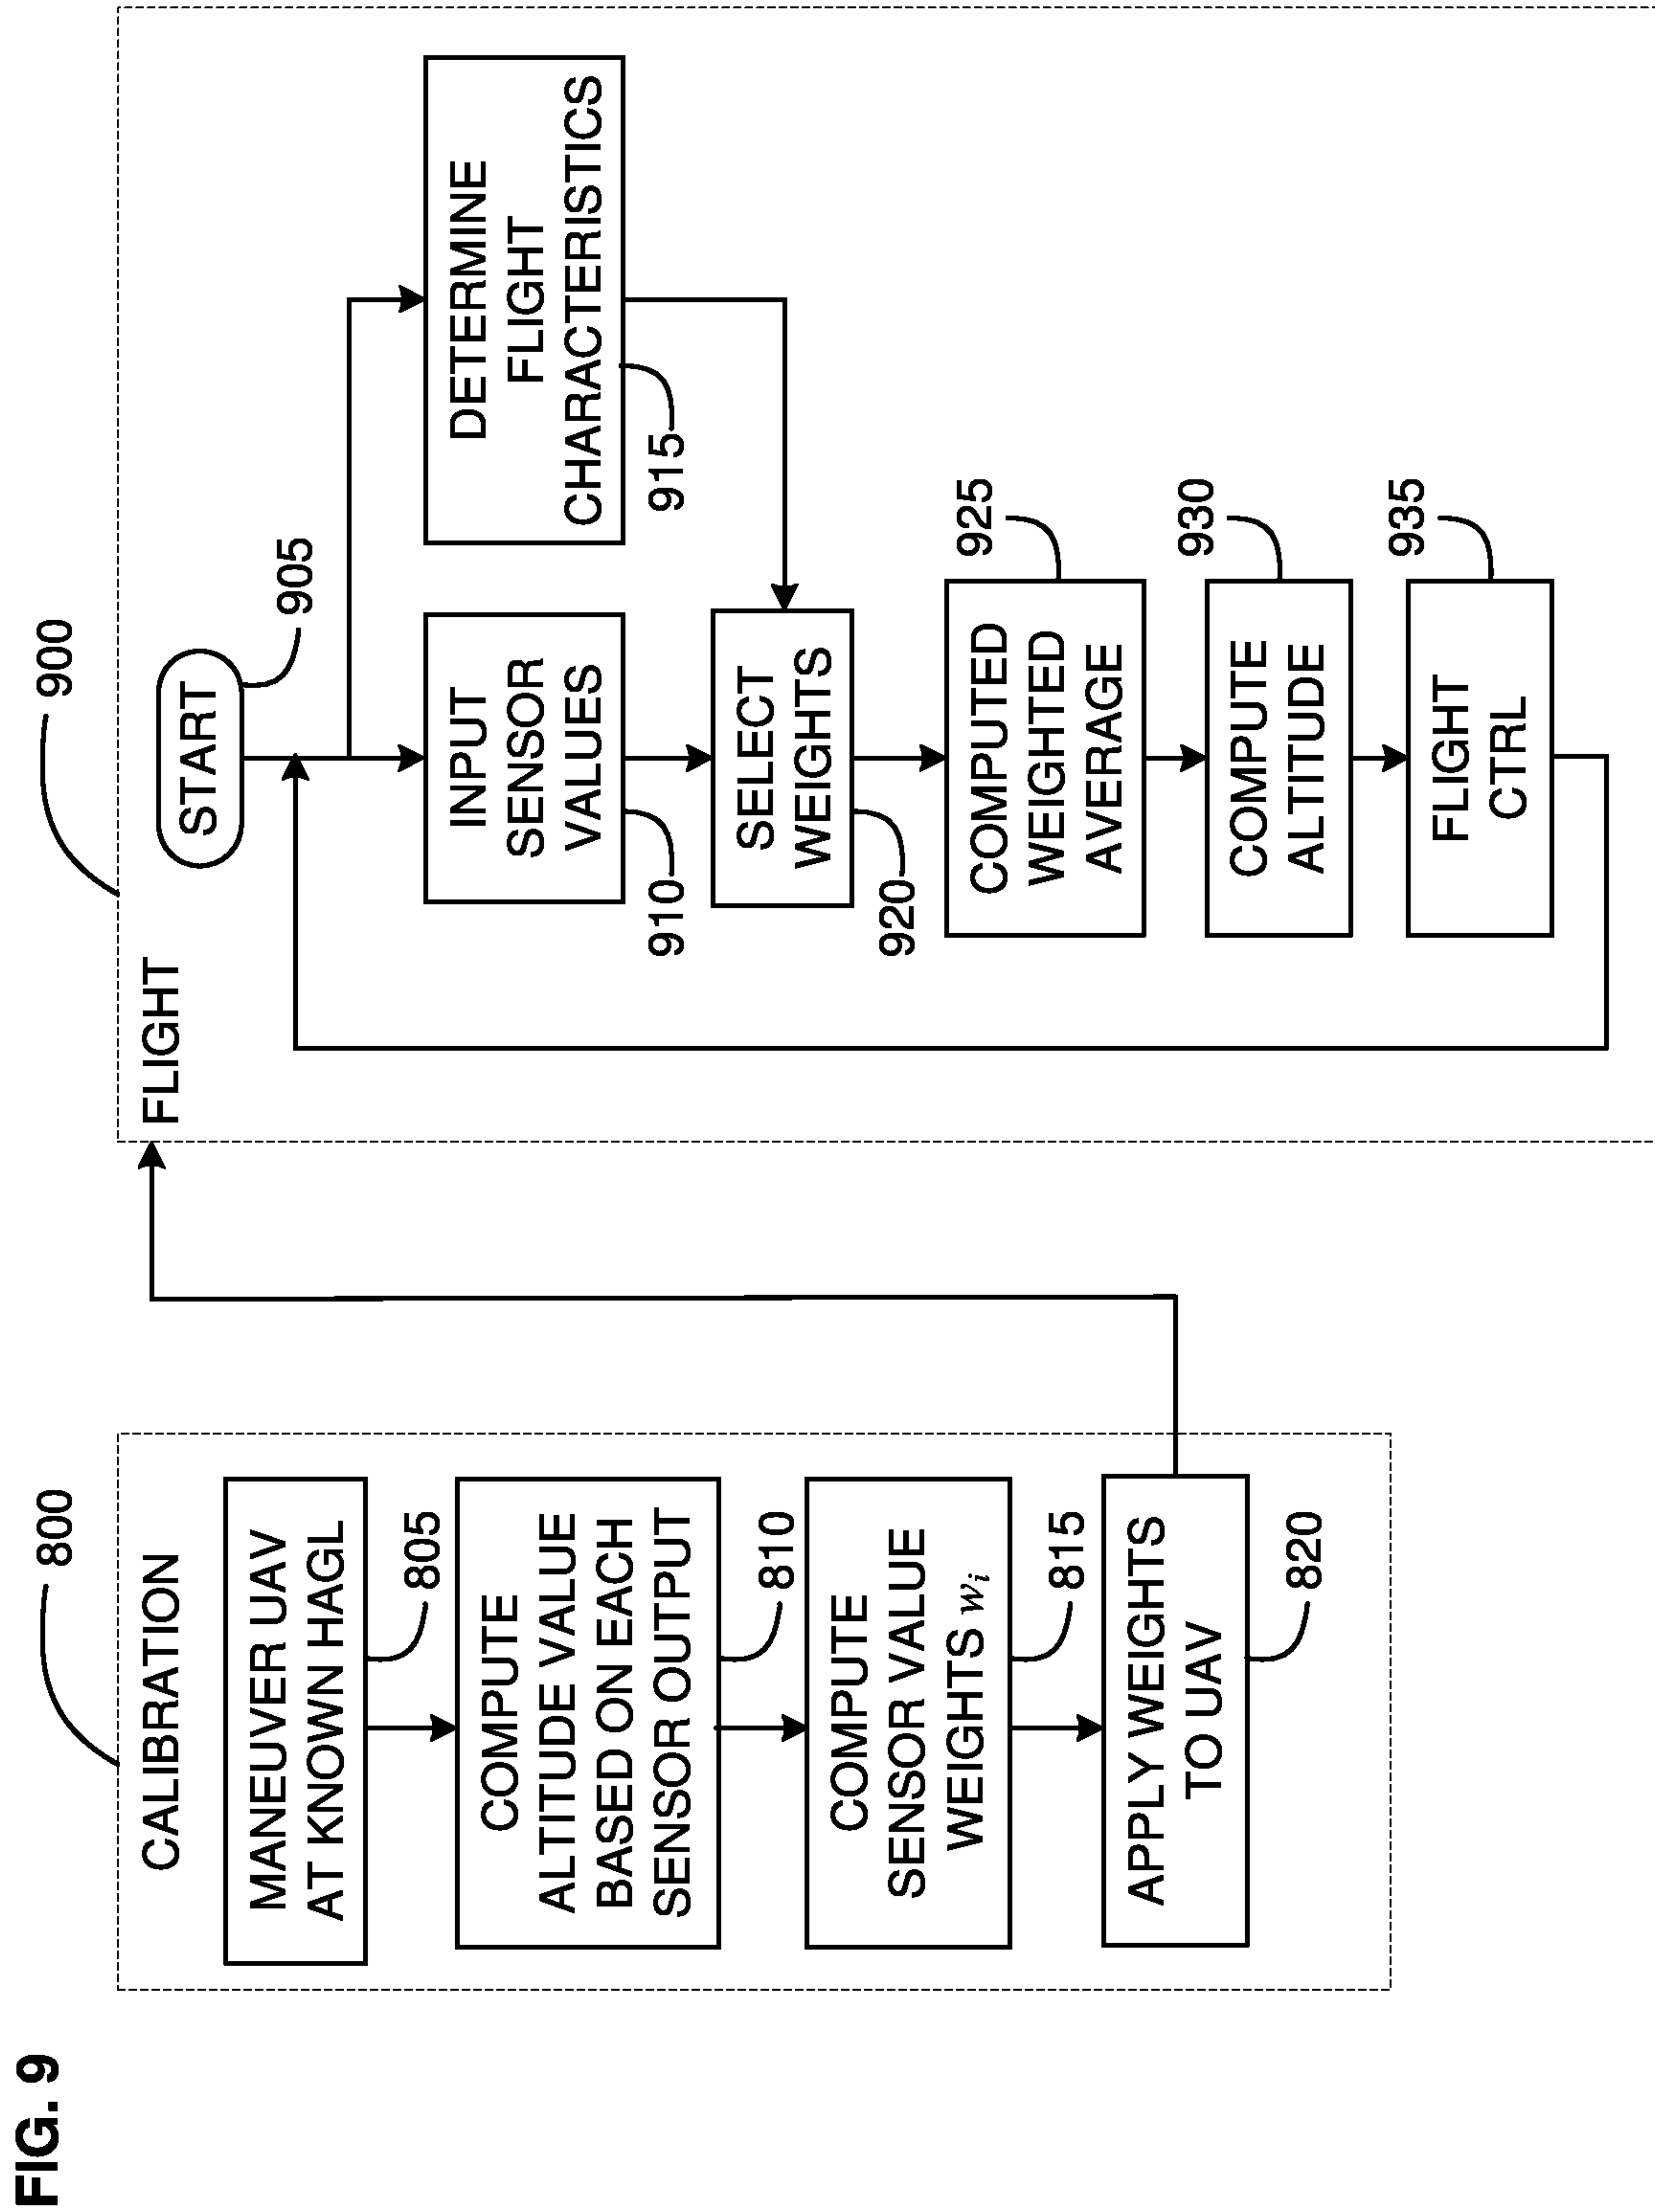 FIG. 9
800
CALIBRATION
MANEUVER UAV
AT KNOWN HAGL
805
COMPUTE
ALTITUDE VALUE
BASED ON EACH
SENSOR OUTPUT
810
COMPUTE
SENSOR VALUE
WEIGHTS wᵢ
815
APPLY WEIGHTS
TO UAV
820
900
FLIGHT
START
905
INPUT
SENSOR
VALUES
910
DETERMINE
FLIGHT
CHARACTERISTICS
915
SELECT
WEIGHTS
920
COMPUTED
WEIGHTED
AVERAGE
925
COMPUTE
ALTITUDE
930
FLIGHT
CTRL
935